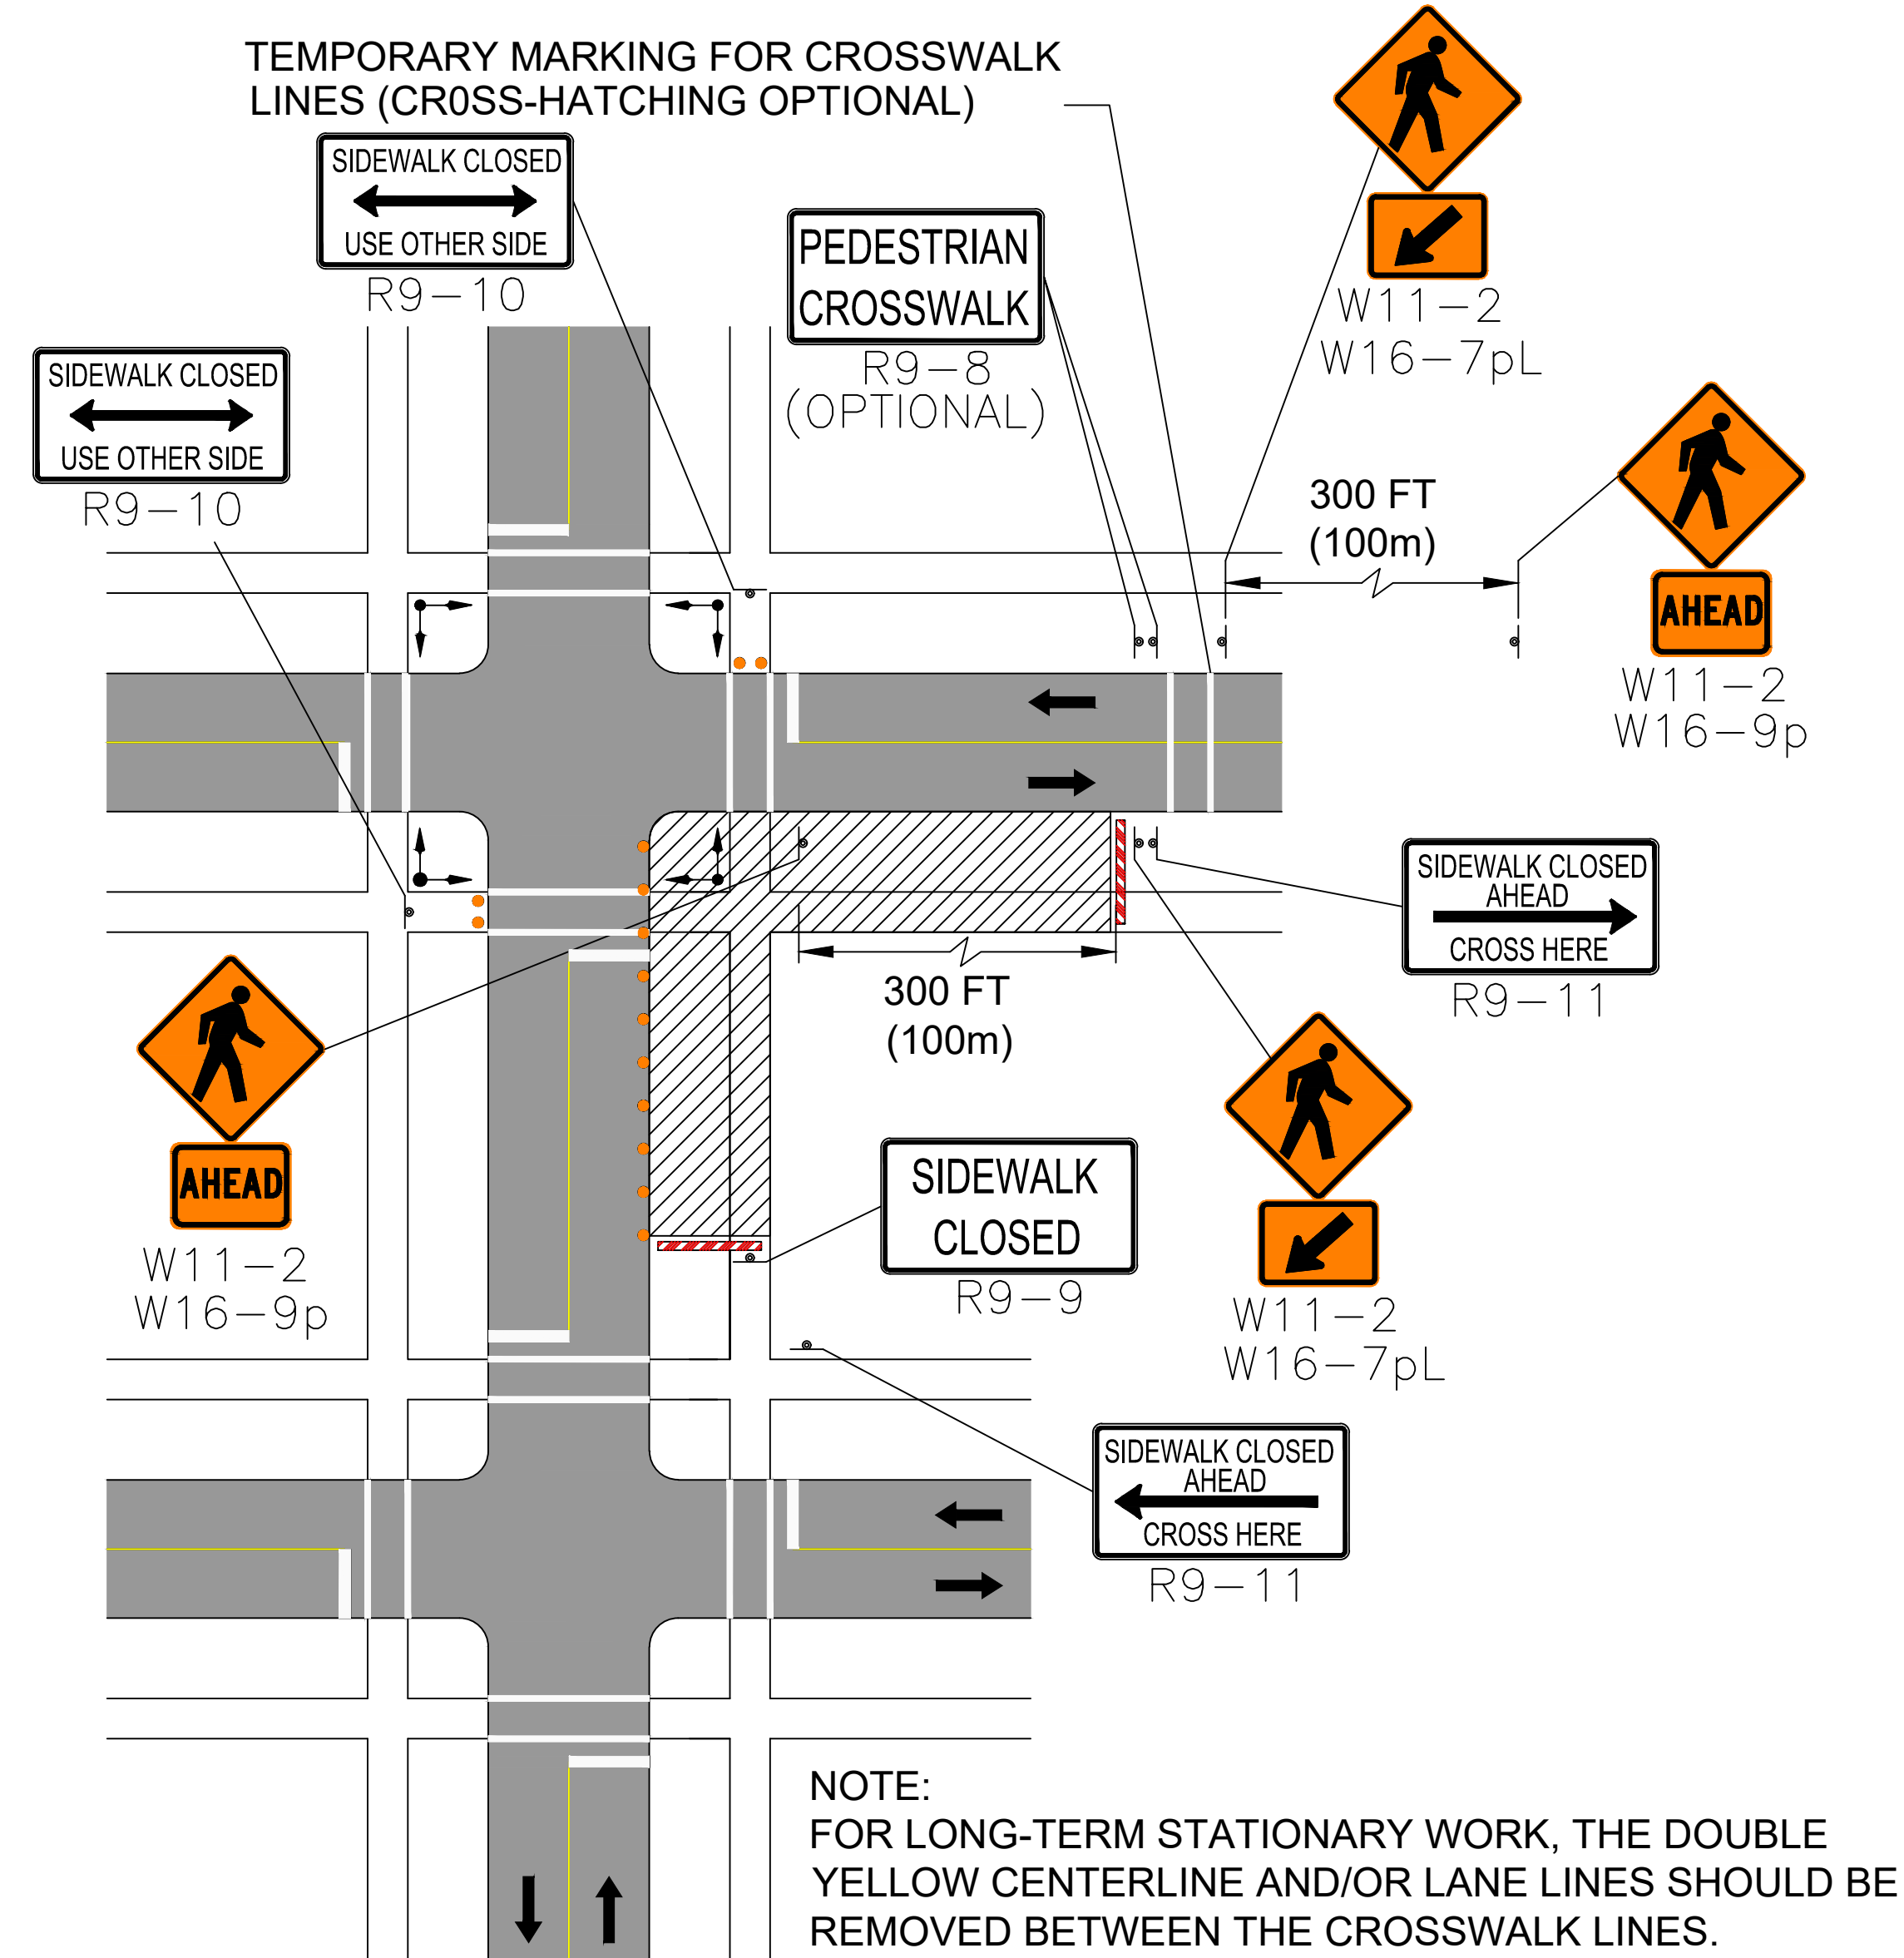 TEMPORARY MARKING FOR CROSSWALK
LINES (CR0SS-HATCHING OPTIONAL)
SIDEWALK CLOSED
USE OTHER SIDE
R9-10
PEDESTRIAN
CROSSWALK
R9-8
(OPTIONAL)
W11-2
W16-7pL
SIDEWALK CLOSED
USE OTHER SIDE
R9-10
300 FT
(100m)
AHEAD
W11-2
W16-9p
SIDEWALK CLOSED
AHEAD
CROSS HERE
R9-11
300 FT
(100m)
AHEAD
W11-2
W16-9p
SIDEWALK
CLOSED
R9-9
W11-2
W16-7pL
SIDEWALK CLOSED
AHEAD
CROSS HERE
R9-11
NOTE:
FOR LONG-TERM STATIONARY WORK, THE DOUBLE
YELLOW CENTERLINE AND/OR LANE LINES SHOULD BE
REMOVED BETWEEN THE CROSSWALK LINES.